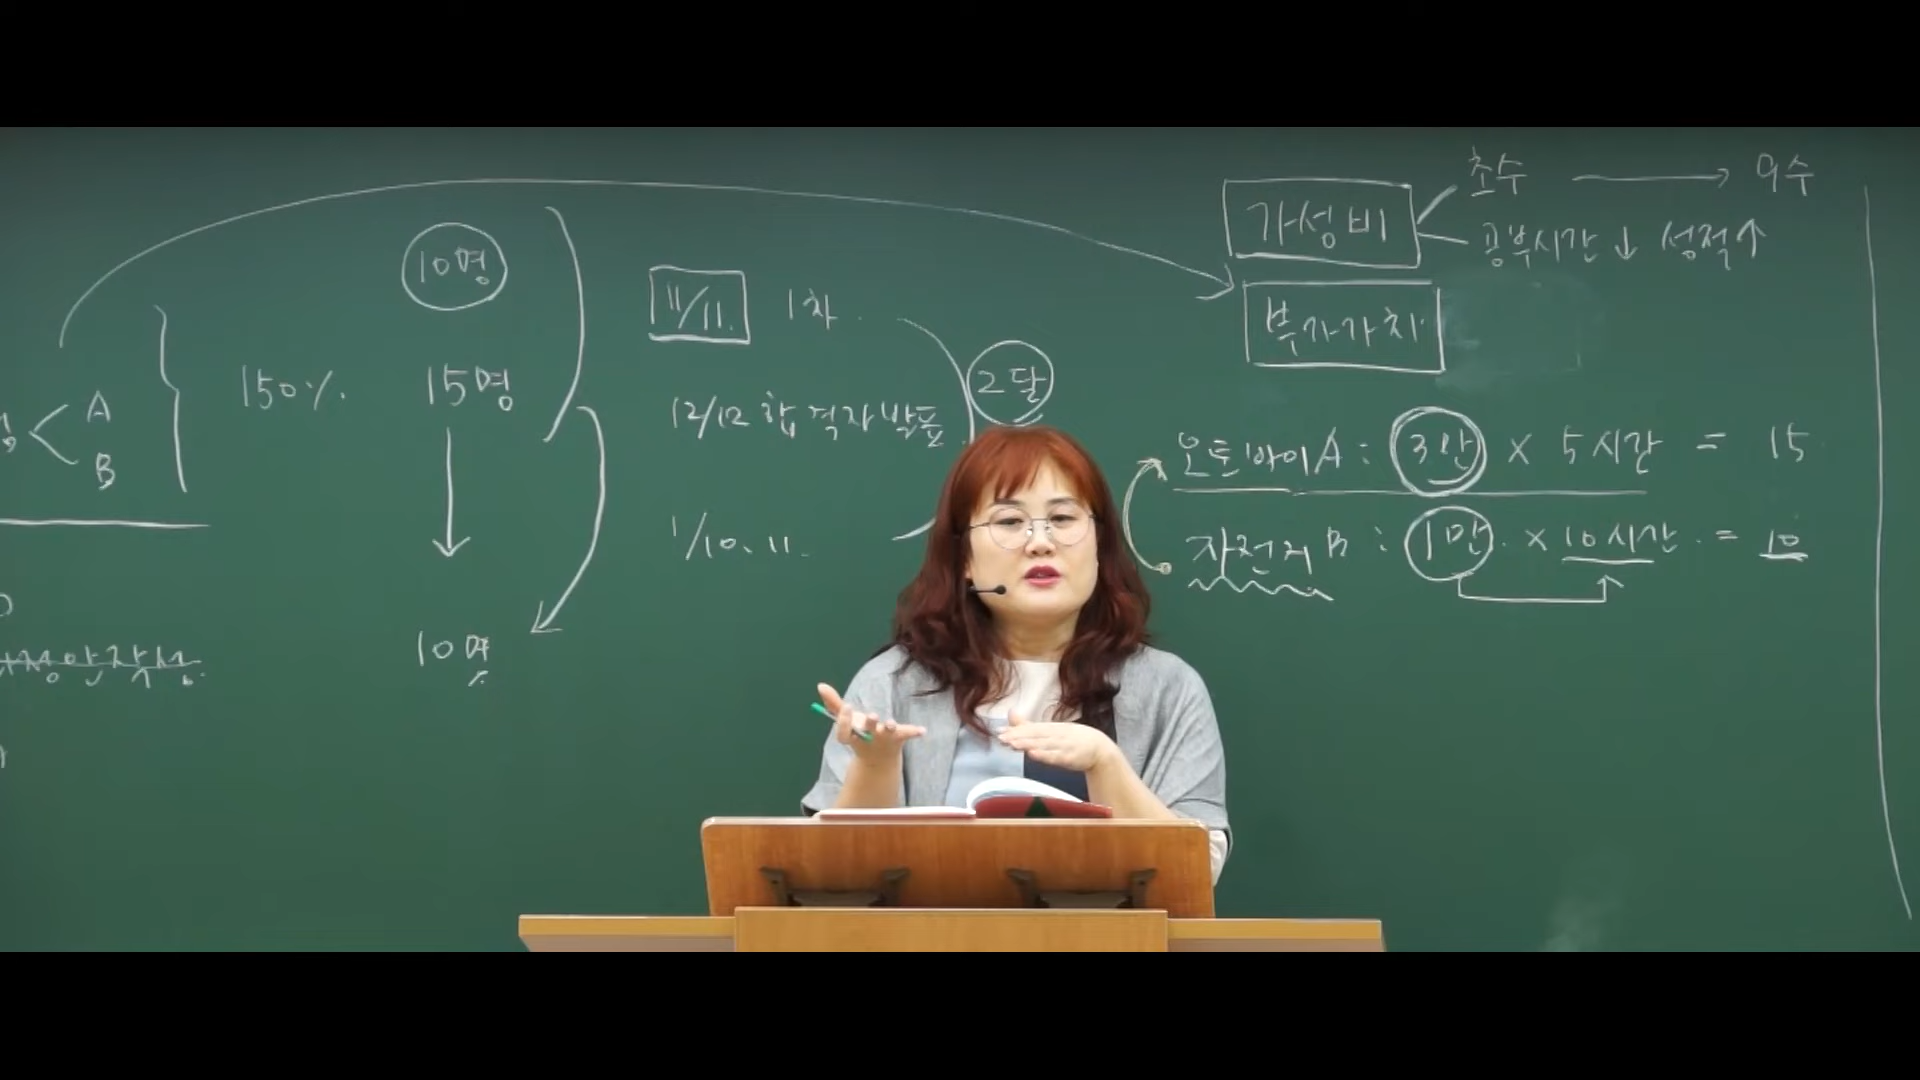 A
B
10명
150%. 15명
10명
11/11. 1차
12/12 합격자발표
2달
1/10. 11.
가성비
초수 → 9수
공부시간↓ 성적↑
부가가치
오토바이A : 3만 × 5시간 = 15
자전거B : 1만 × 10시간 = 10